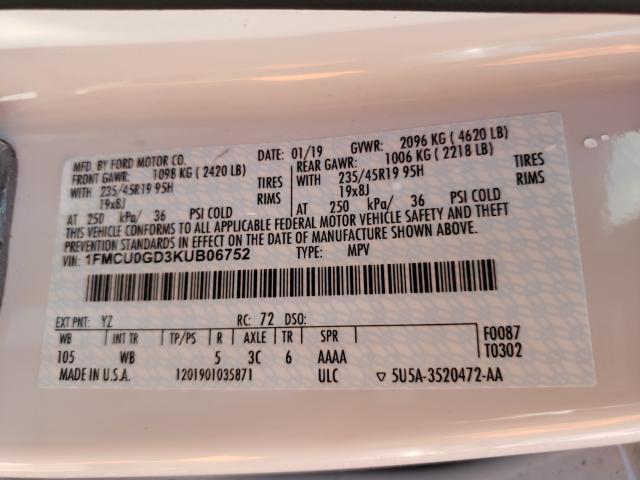 MFD. BY FORD MOTOR CO. DATE: 01/19 GVWR: 2096 KG ( 4620 LB)
FRONT GAWR: 1098 KG ( 2420 LB) REAR GAWR: 1006 KG ( 2218 LB)
WITH 235/45R19 95H TIRES WITH 235/45R19 95H TIRES
19x8J RIMS 19x8J RIMS
AT 250 kPa/ 36 PSI COLD AT 250 kPa/ 36 PSI COLD
THIS VEHICLE CONFORMS TO ALL APPLICABLE FEDERAL MOTOR VEHICLE SAFETY AND THEFT
PREVENTION STANDARDS IN EFFECT ON THE DATE OF MANUFACTURE SHOWN ABOVE.
VIN: 1FMCU0GD3KUB06752 TYPE: MPV
EXT PNT: YZ RC: 72 DSO:
WB INT TR TP/PS R AXLE TR SPR F0087
105 WB 5 3C 6 AAAA T0302
MADE IN U.S.A. 1201901035871 ULC ▽ 5U5A-3520472-AA